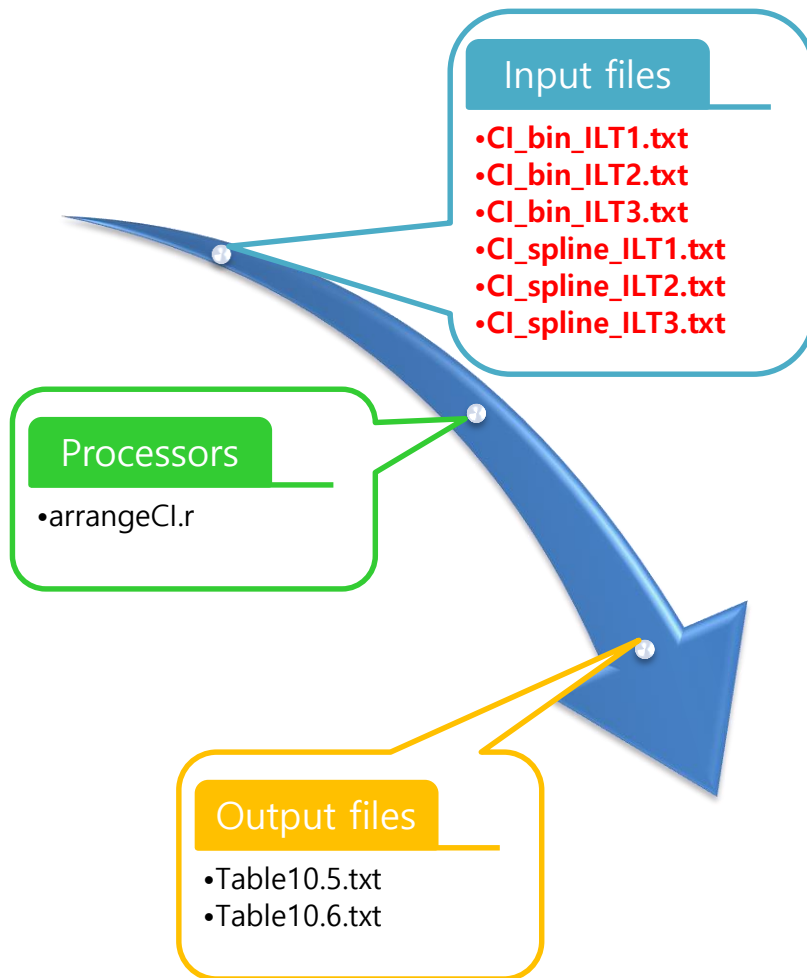 Input files
•CI_bin_ILT1.txt
•CI_bin_ILT2.txt
•CI_bin_ILT3.txt
•CI_spline_ILT1.txt
•CI_spline_ILT2.txt
•CI_spline_ILT3.txt
Processors
•arrangeCI.r
Output files
•Table10.5.txt
•Table10.6.txt